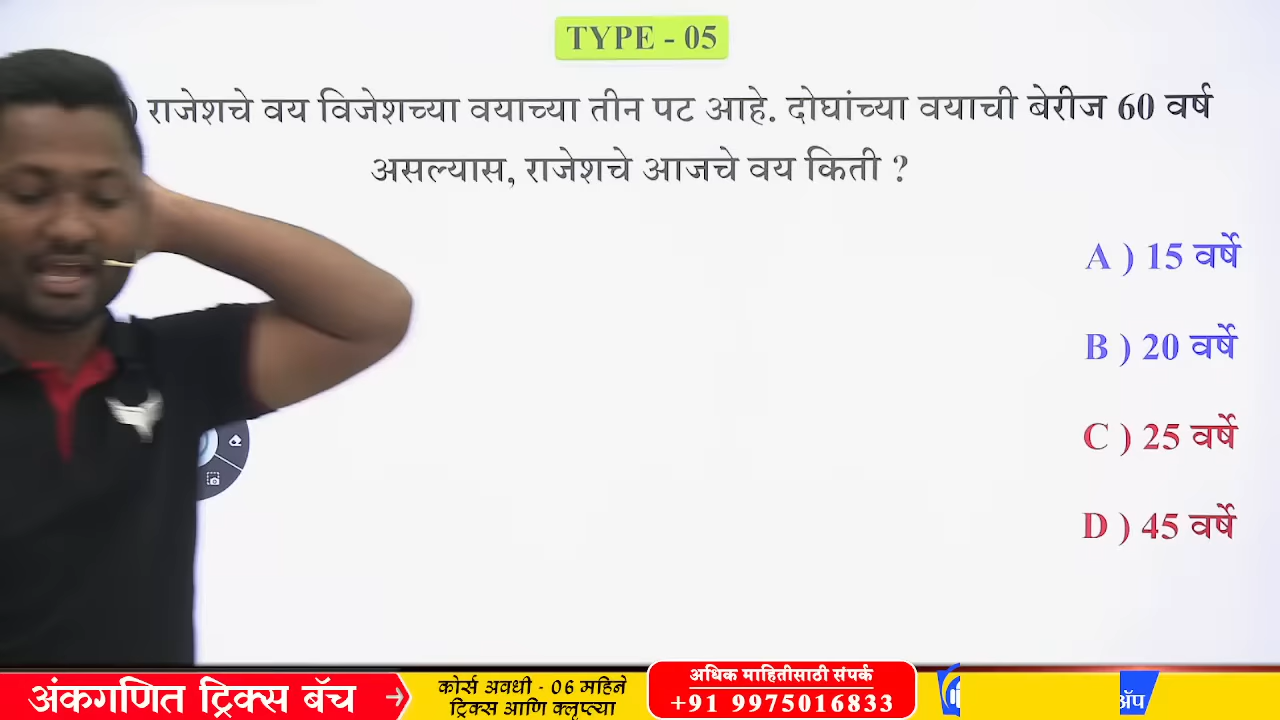 TYPE - 05
) राजेशचे वय विजेशच्या वयाच्या तीन पट आहे. दोघांच्या वयाची बेरीज 60 वर्ष
असल्यास, राजेशचे आजचे वय किती ?
A ) 15 वर्षे
B ) 20 वर्षे
C ) 25 वर्षे
D ) 45 वर्षे
अंकगणित ट्रिक्स बॅच
कोर्स अवधी - 06 महिने
ट्रिक्स आणि क्लृप्त्या
अधिक माहितीसाठी संपर्क
+91 9975016833
ॲप